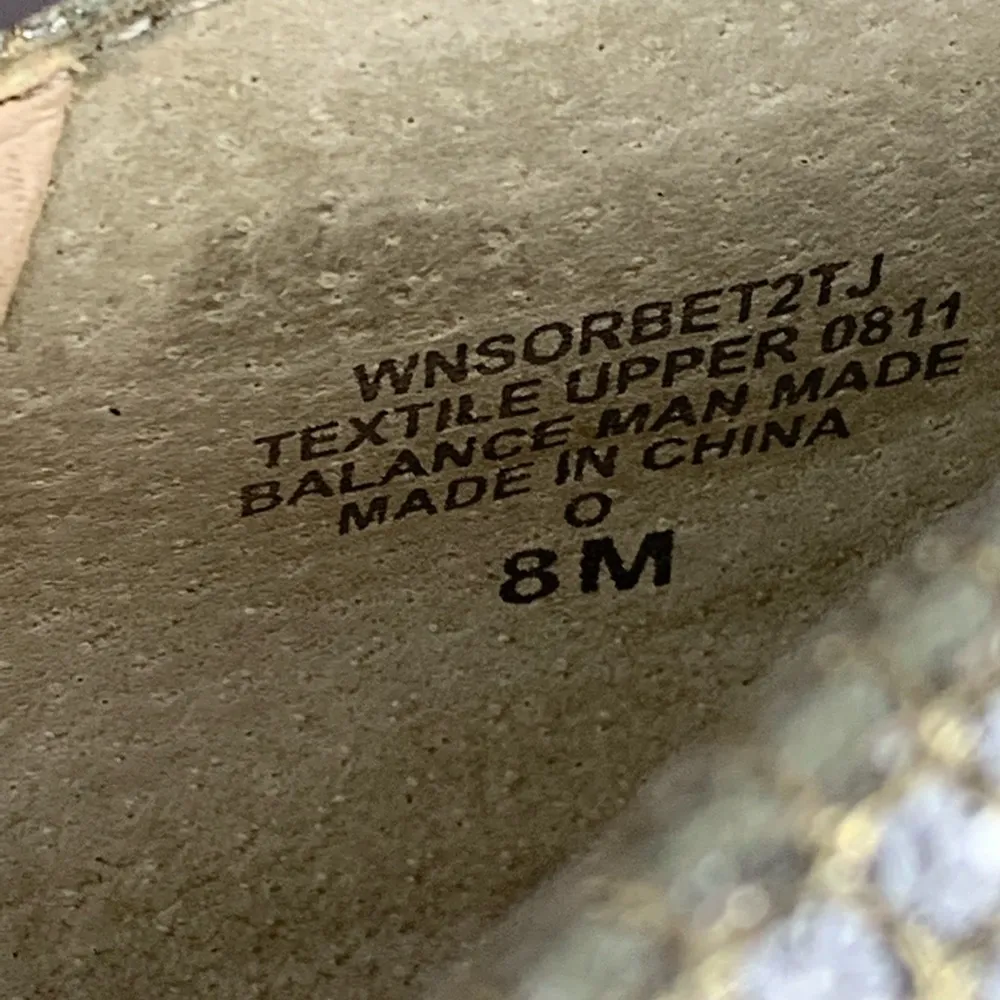 WNSORBET2TJ
TEXTILE UPPER 0811
BALANCE MAN MADE
MADE IN CHINA
O
8M